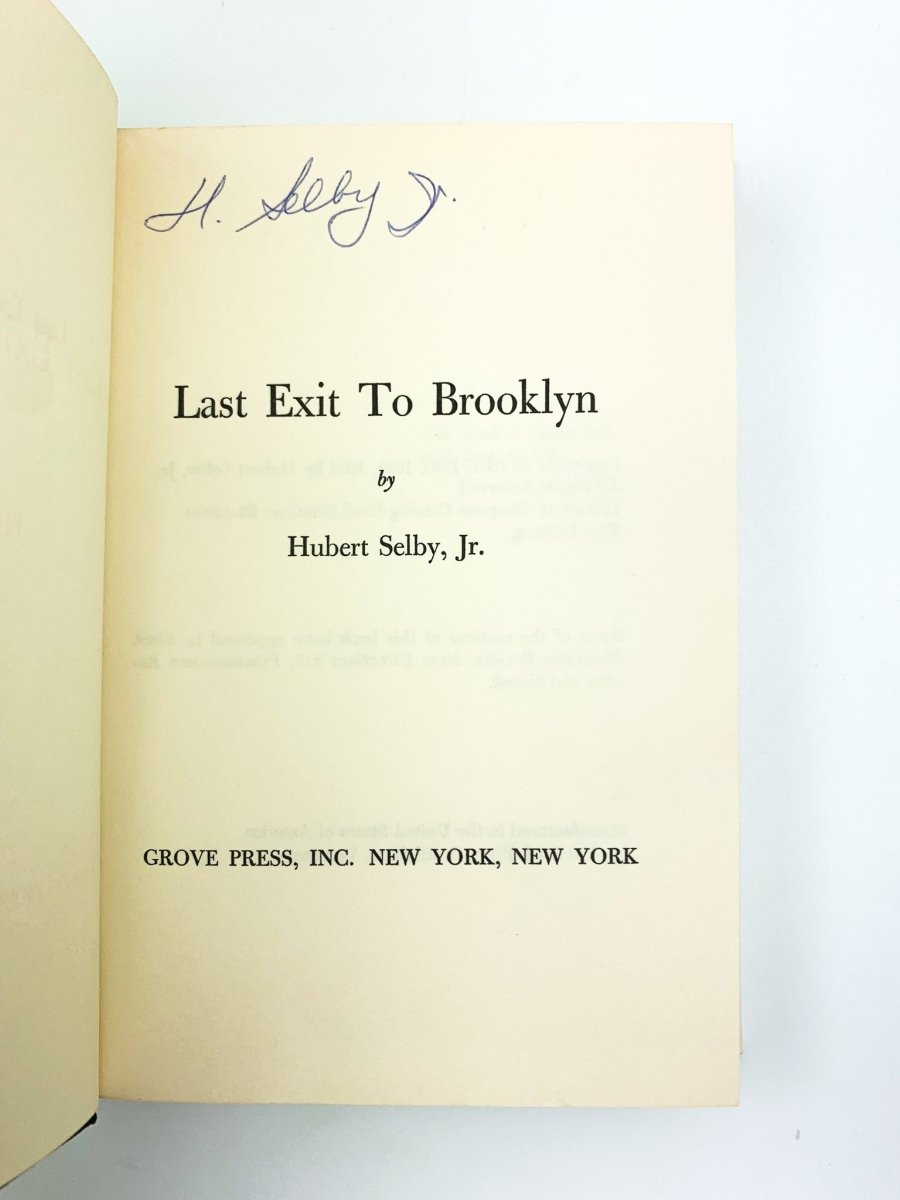 H. Selby Jr.
Last Exit To Brooklyn
by
Hubert Selby, Jr.
GROVE PRESS, INC. NEW YORK, NEW YORK